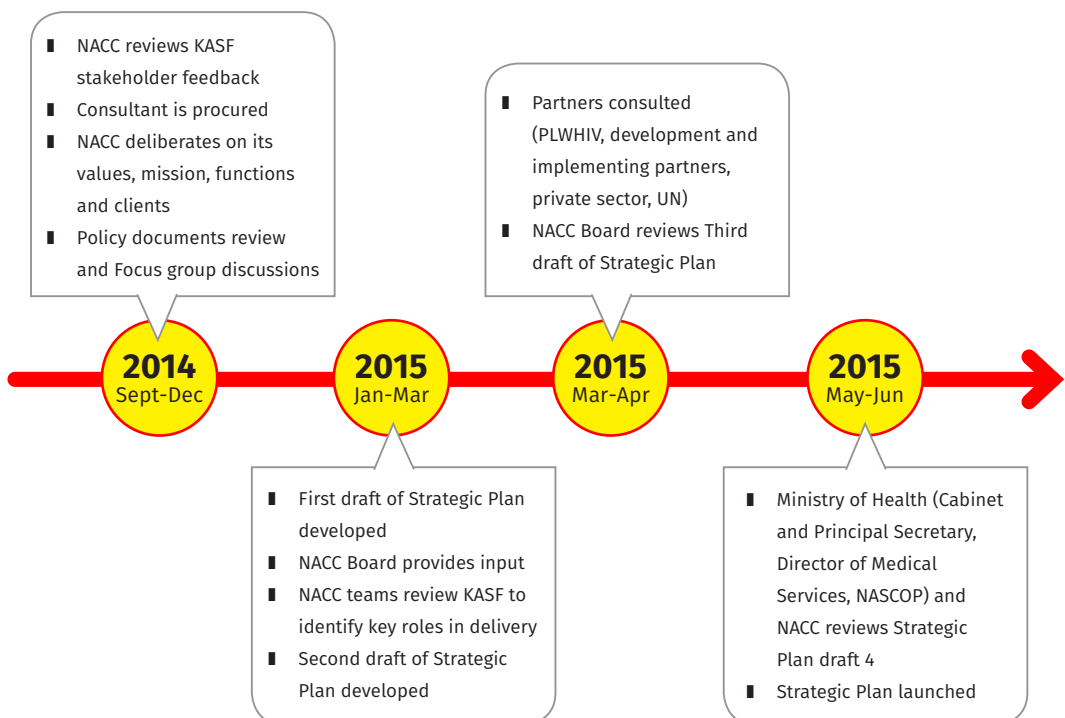 NACC reviews KASF
stakeholder feedback
Consultant is procured
NACC deliberates on its
values, mission, functions
and clients
Policy documents review
and Focus group discussions
Partners consulted
(PLWHIV, development and
implementing partners,
private sector, UN)
NACC Board reviews Third
draft of Strategic Plan
2014
Sept-Dec
2015
Jan-Mar
2015
Mar-Apr
2015
May-Jun
First draft of Strategic Plan
developed
NACC Board provides input
NACC teams review KASF to
identify key roles in delivery
Second draft of Strategic
Plan developed
Ministry of Health (Cabinet
and Principal Secretary,
Director of Medical
Services, NASCOP) and
NACC reviews Strategic
Plan draft 4
Strategic Plan launched